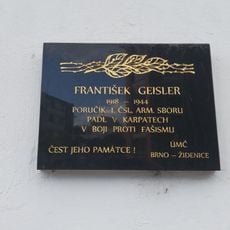 FRANTIŠEK GEISLER
1918 – 1944
PORUČÍK I. ČSL. ARM. SBORU
PADL V KARPATECH
V BOJI PROTI FAŠISMU
ČEST JEHO PAMÁTCE !
ÚMČ
BRNO – ŽIDENICE